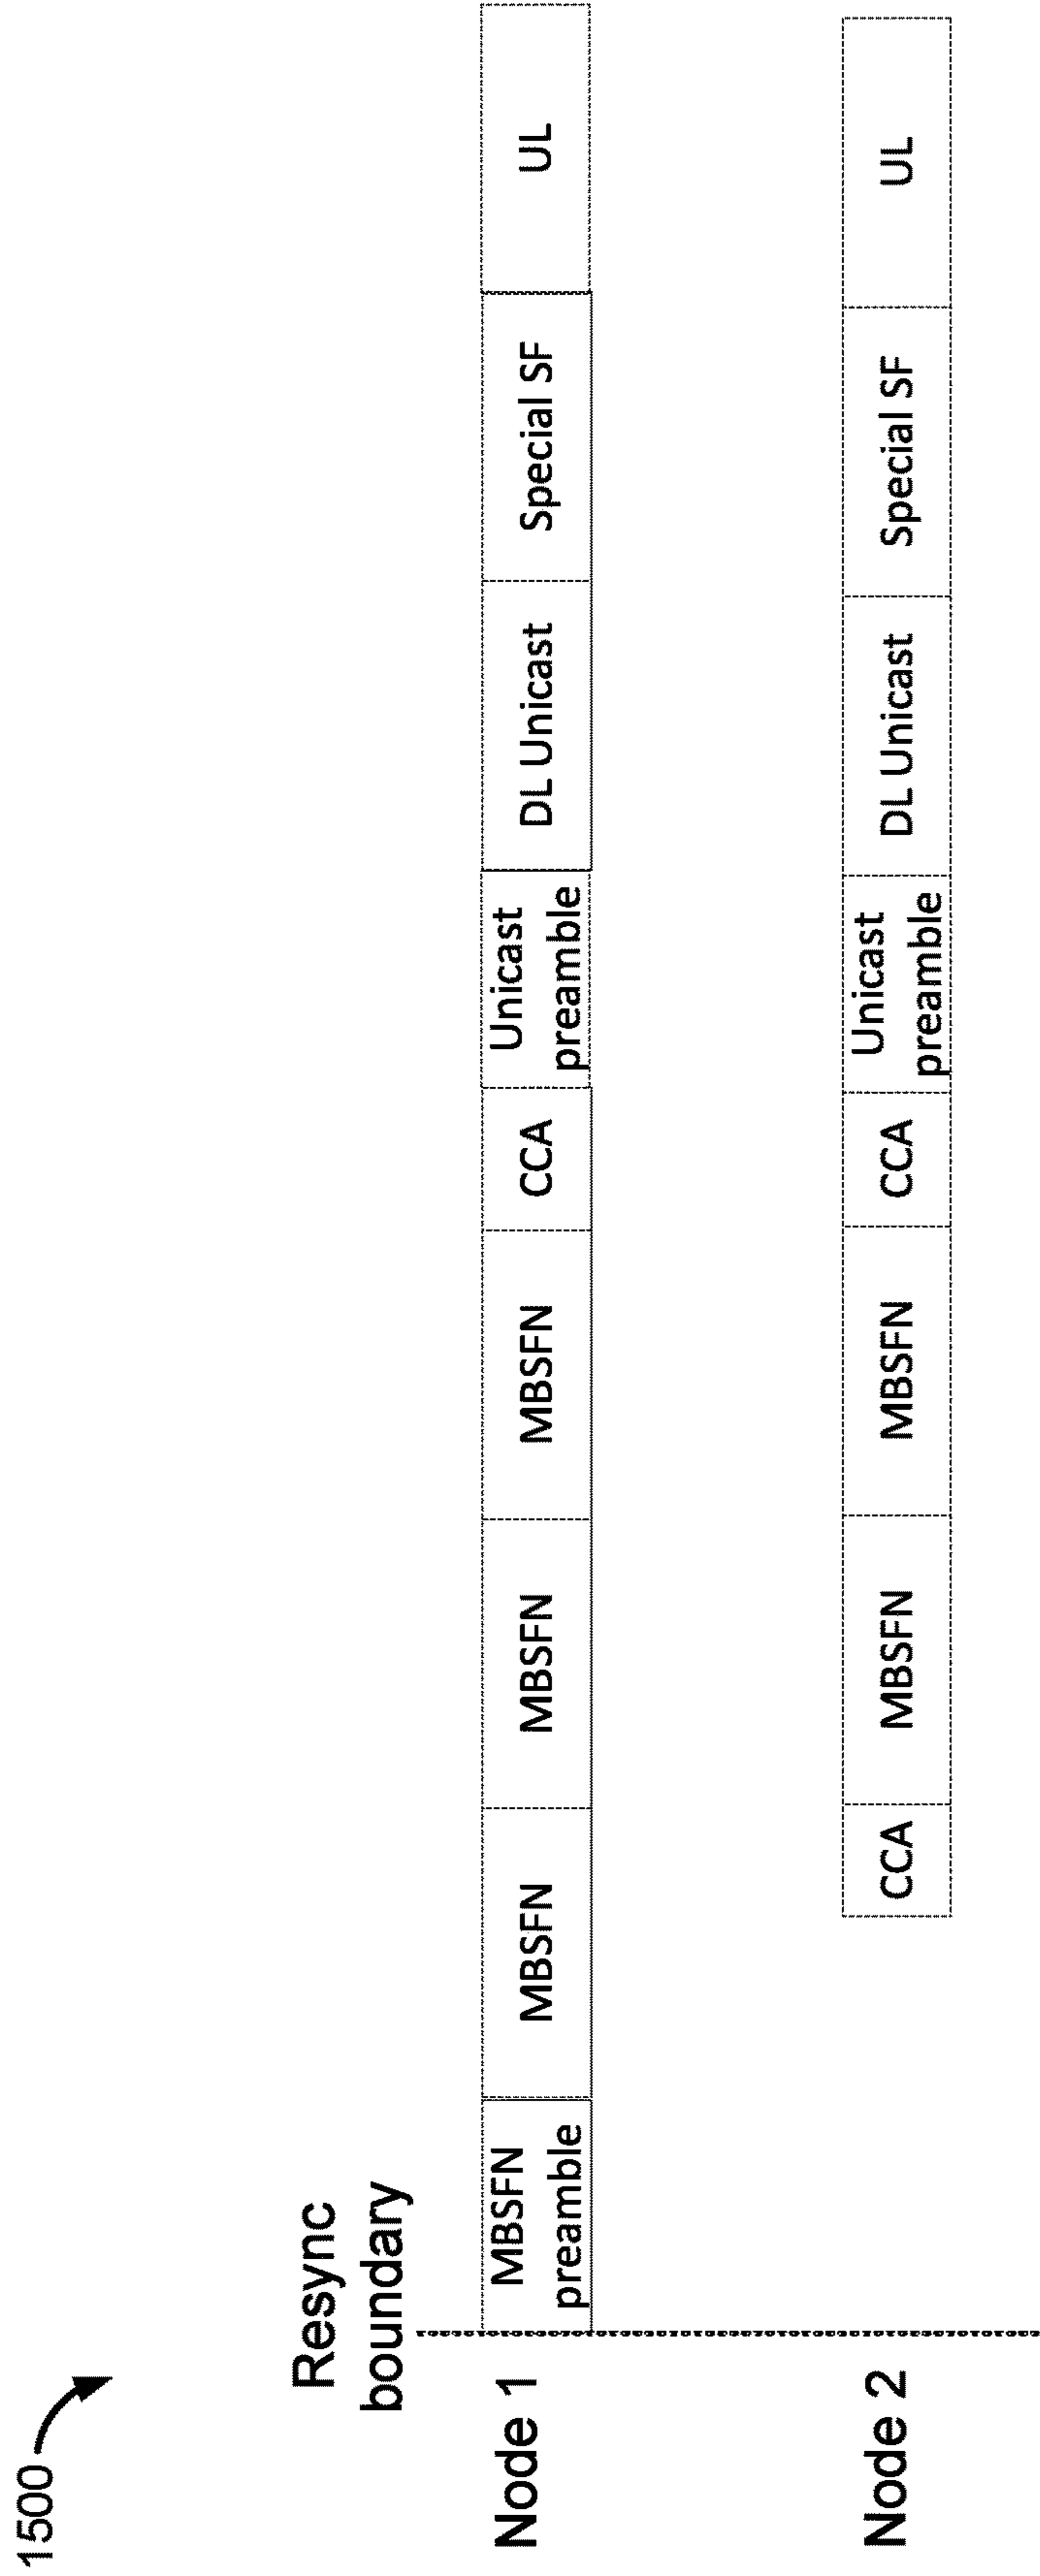 1500
Resync
boundary
Node 1
MBSFN
preamble
MBSFN
MBSFN
MBSFN
CCA
Unicast
preamble
DL Unicast
Special SF
UL
Node 2
CCA
MBSFN
MBSFN
CCA
Unicast
preamble
DL Unicast
Special SF
UL